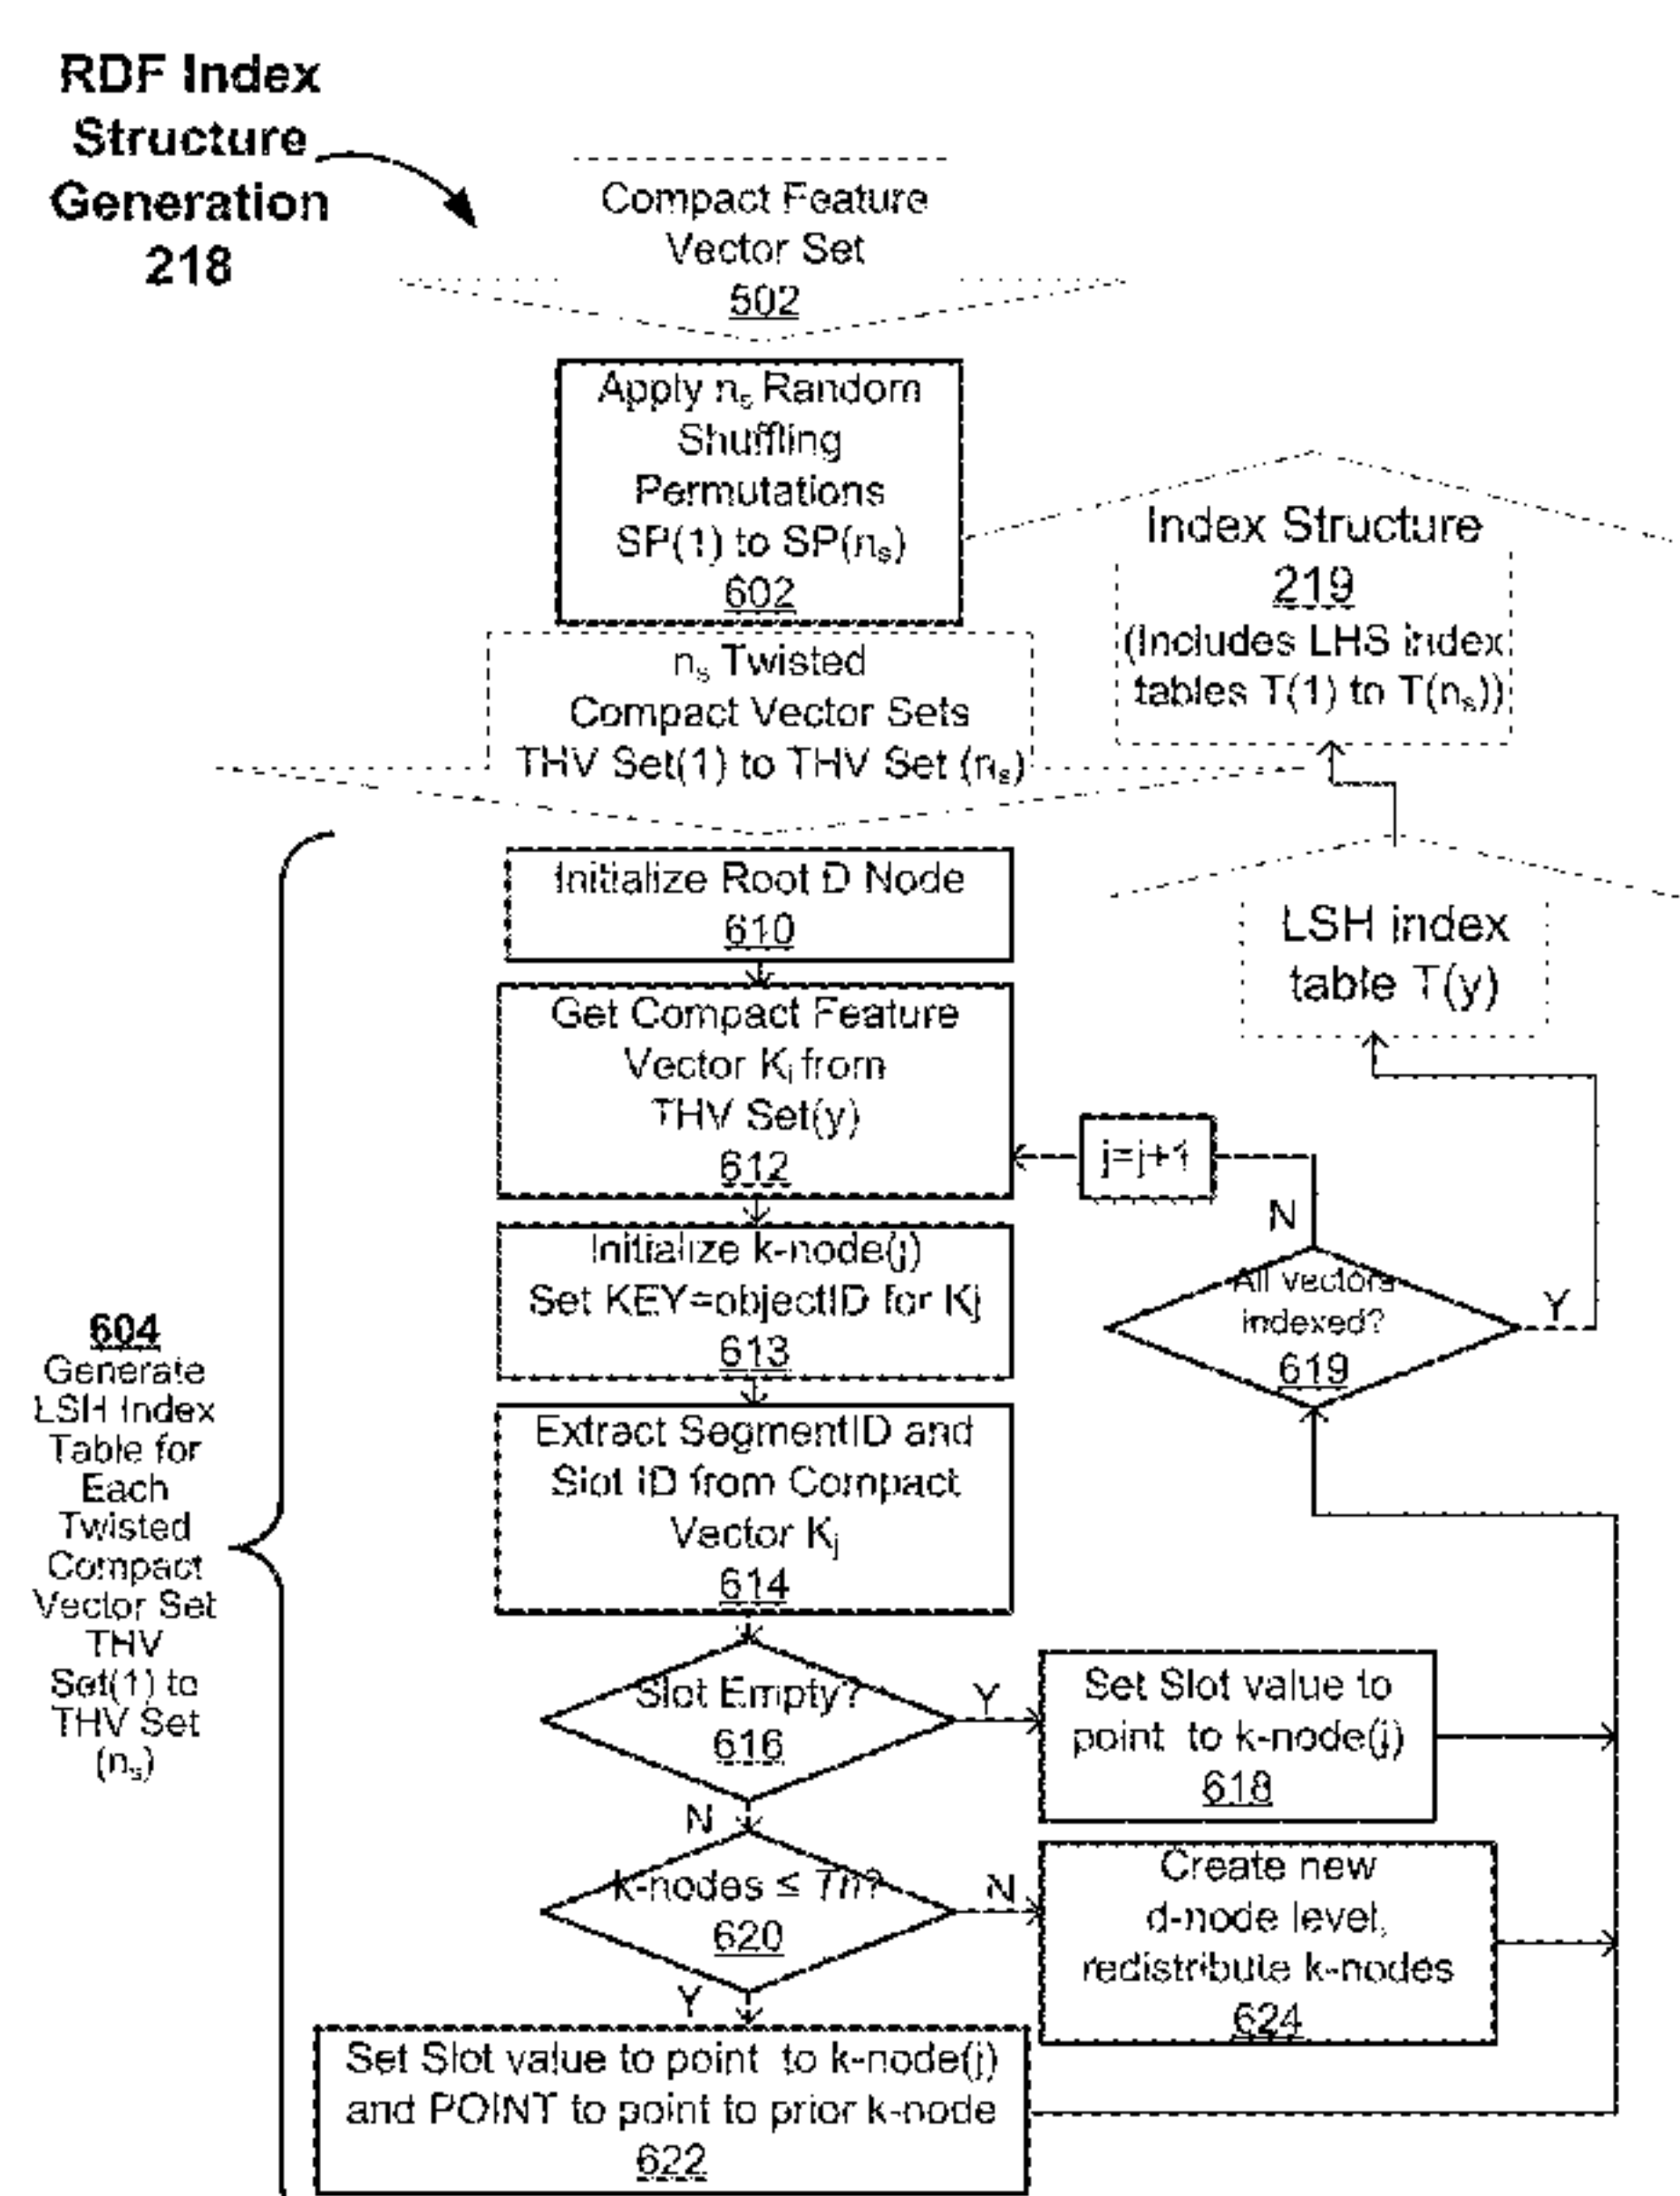 RDF Index
Structure
Generation
218
Compact Feature
Vector Set
502
Apply nₛ Random
Shuffling
Permutations
SP(1) to SP(nₛ)
602
Index Structure
219
(Includes LHS index
tables T(1) to T(nₛ))
nₛ Twisted
Compact Vector Sets
THV Set(1) to THV Set (nₛ)
Initialize Root D Node
610
LSH index
table T(y)
Get Compact Feature
Vector Kⱼ from
THV Set(y)
612
j=j+1
N
Initialize k-node(j)
Set KEY=objectID for Kj
613
All vectors
indexed?
619
Y
604
Generate
LSH Index
Table for
Each
Twisted
Compact
Vector Set
THV
Set(1) to
THV Set
(nₛ)
Extract SegmentID and
Slot ID from Compact
Vector Kⱼ
614
Slot Empty?
616
Y
Set Slot value to
point to k-node(j)
618
N
k-nodes ≤ Th?
620
N
Create new
d-node level,
redistribute k-nodes
624
Y
Set Slot value to point to k-node(j)
and POINT to point to prior k-node
622